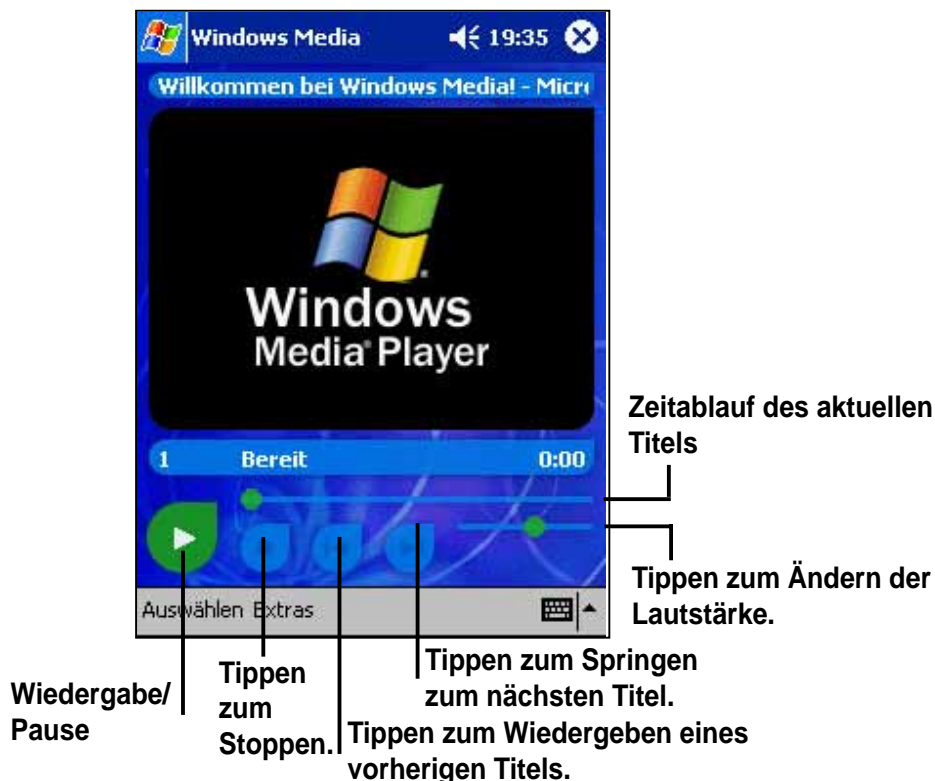 Windows Media 19:35
Willkommen bei Windows Media! - Micr
Windows
Media Player
1 Bereit 0:00
Auswählen Extras
Zeitablauf des aktuellen
Titels
Tippen zum Ändern der
Lautstärke.
Tippen zum Springen
zum nächsten Titel.
Tippen
zum
Stoppen.
Wiedergabe/
Pause
Tippen zum Wiedergeben eines
vorherigen Titels.